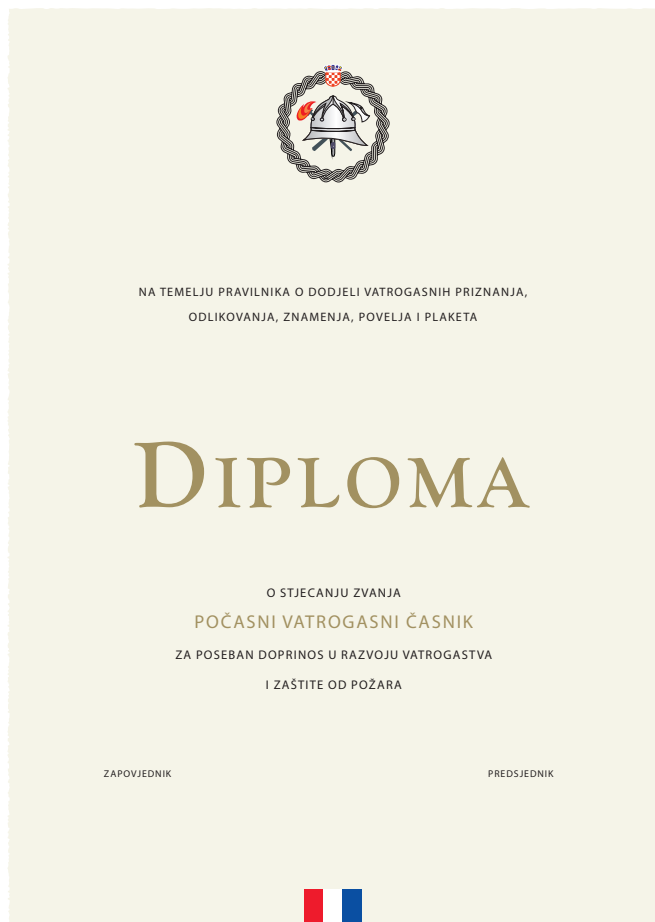 NA TEMELJU PRAVILNIKA O DODJELI VATROGASNIH PRIZNANJA,
ODLIKOVANJA, ZNAMENJA, POVELJA I PLAKETA
DIPLOMA
O STJECANJU ZVANJA
POČASNI VATROGASNI ČASNIK
ZA POSEBAN DOPRINOS U RAZVOJU VATROGASTVA
I ZAŠTITE OD POŽARA
ZAPOVJEDNIK
PREDSJEDNIK